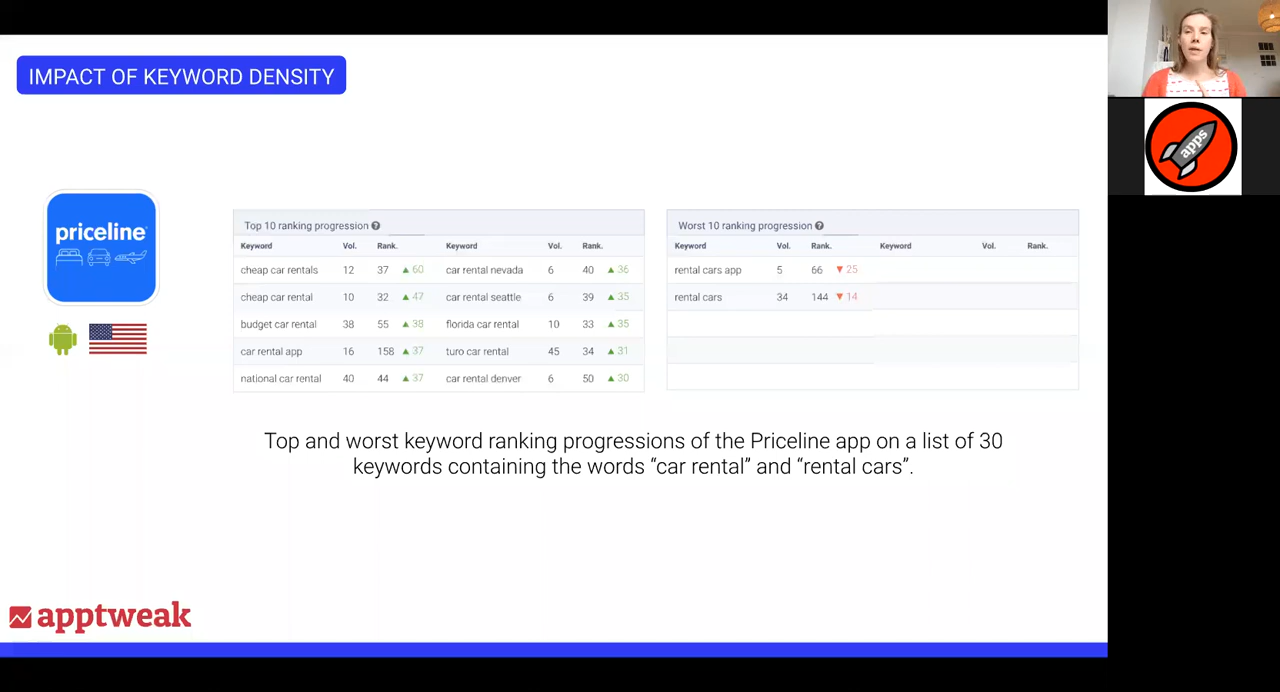 IMPACT OF KEYWORD DENSITY
apps
priceline
Top 10 ranking progression ?
Keyword Vol. Rank. Keyword Vol. Rank.
cheap car rentals 12 37 ▲ 60 car rental nevada 6 40 ▲ 36
cheap car rental 10 32 ▲ 47 car rental seattle 6 39 ▲ 35
budget car rental 38 55 ▲ 38 florida car rental 10 33 ▲ 35
car rental app 16 158 ▲ 37 turo car rental 45 34 ▲ 31
national car rental 40 44 ▲ 37 car rental denver 6 50 ▲ 30
Worst 10 ranking progression ?
Keyword Vol. Rank. Keyword Vol. Rank.
rental cars app 5 66 ▼ 25
rental cars 34 144 ▼ 14
Top and worst keyword ranking progressions of the Priceline app on a list of 30
keywords containing the words “car rental” and “rental cars”.
apptweak